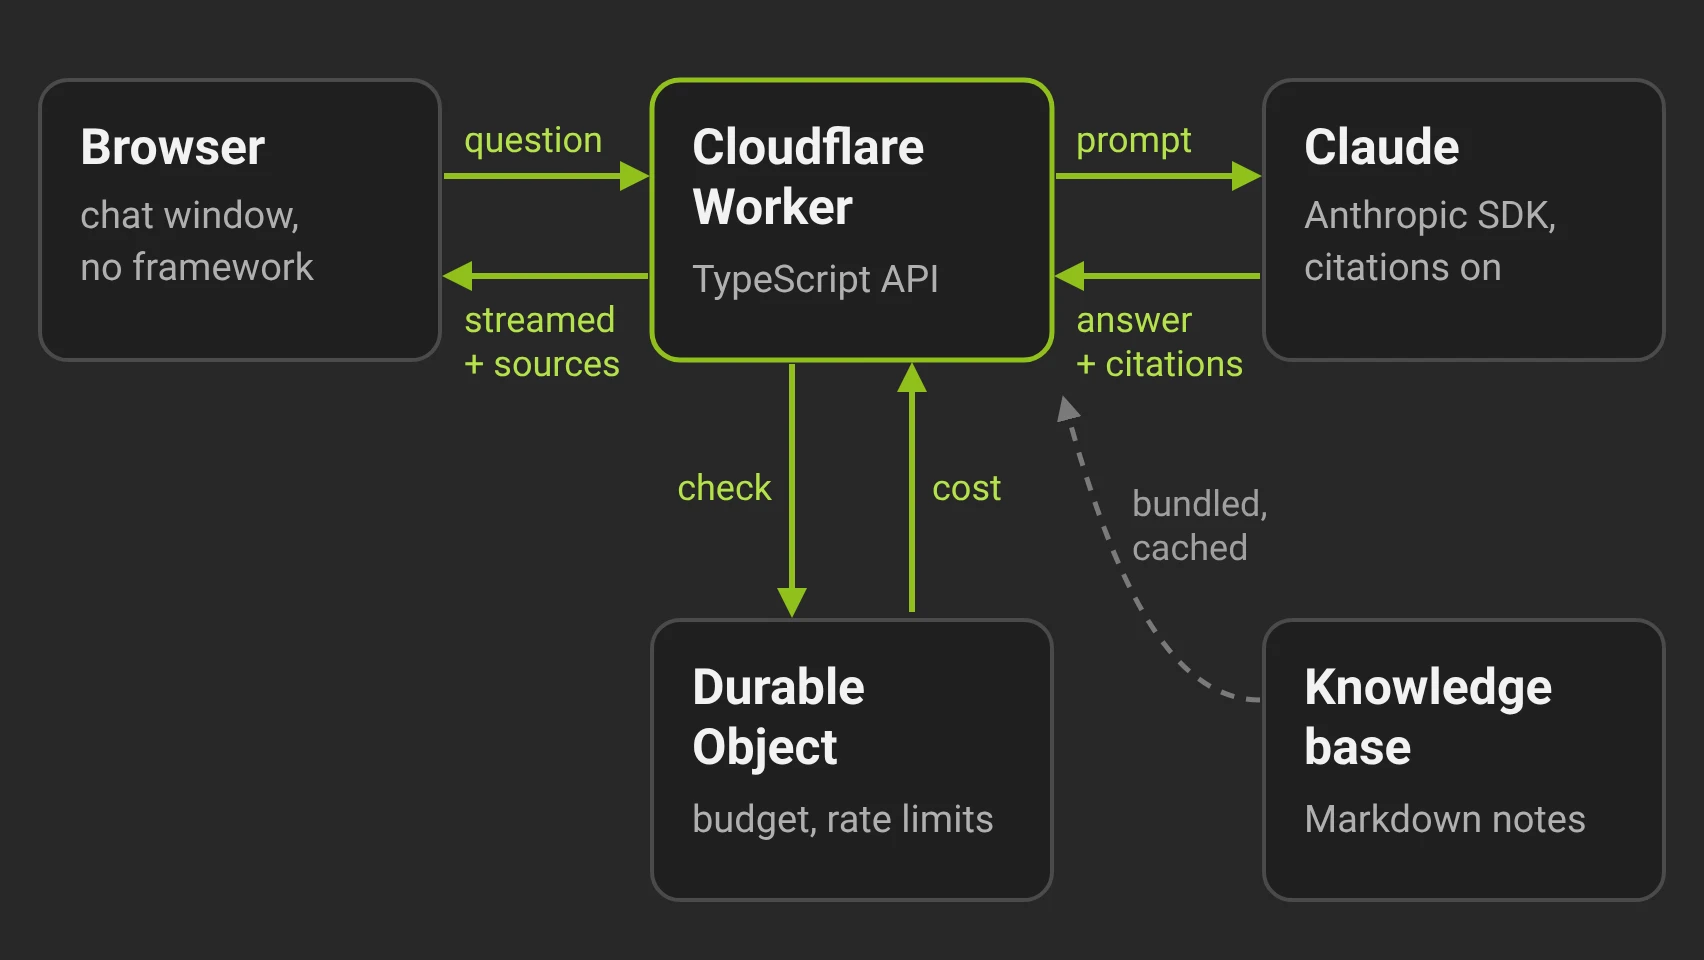 Browser
chat window,
no framework
question
streamed
+ sources
Cloudflare
Worker
TypeScript API
prompt
answer
+ citations
Claude
Anthropic SDK,
citations on
check
cost
bundled,
cached
Durable
Object
budget, rate limits
Knowledge
base
Markdown notes